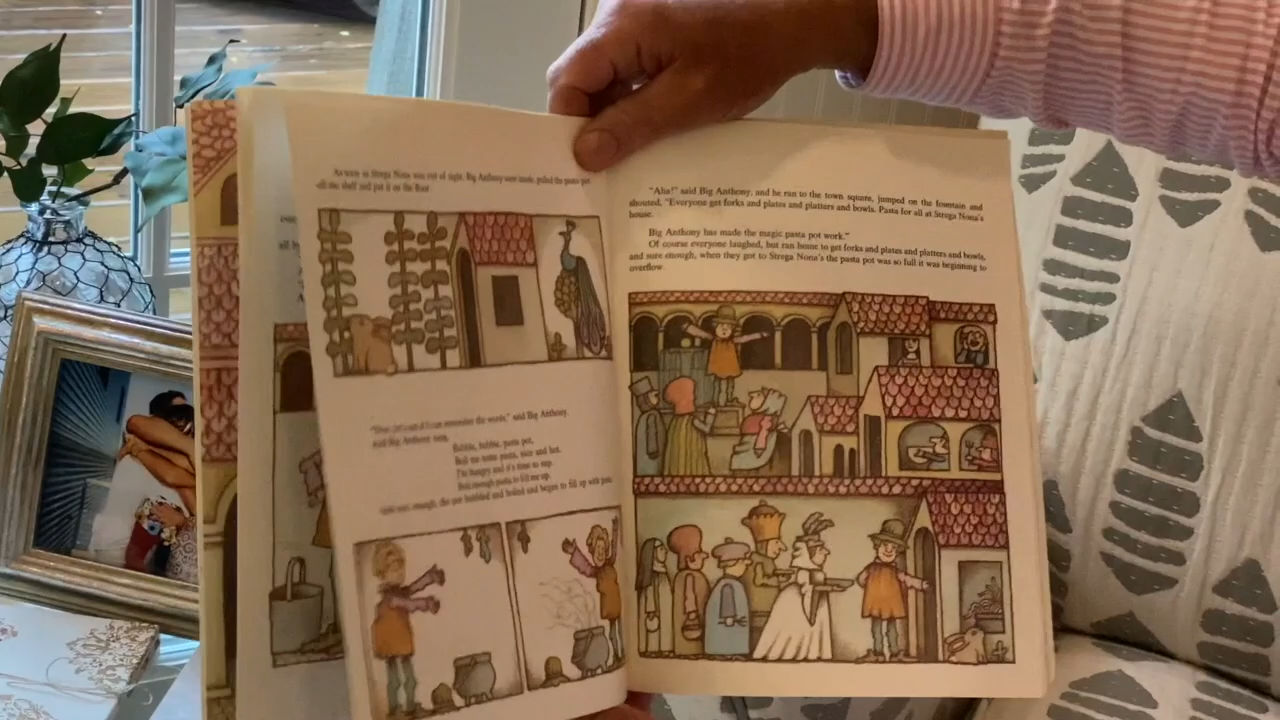 As soon as Strega Nona was out of sight, Big Anthony went inside, pulled the pasta pot
off the shelf and put it on the floor.
"Now let's see if I can remember the words," said Big Anthony.
And Big Anthony sang,
Bubble, bubble, pasta pot,
Boil me some pasta, nice and hot,
I'm hungry and it's time to sup,
Boil enough pasta to fill me up.
sure enough, the pot bubbled and boiled and began to fill up with
"Aha!" said Big Anthony, and he ran to the town square, jumped on the fountain and
shouted, "Everyone get forks and plates and platters and bowls. Pasta for all at Strega Nona's
house.
Big Anthony has made the magic pasta pot work."
Of course everyone laughed, but ran home to get forks and plates and platters and bowls,
and sure enough, when they got to Strega Nona's the pasta pot was so full it was beginning to
overflow.